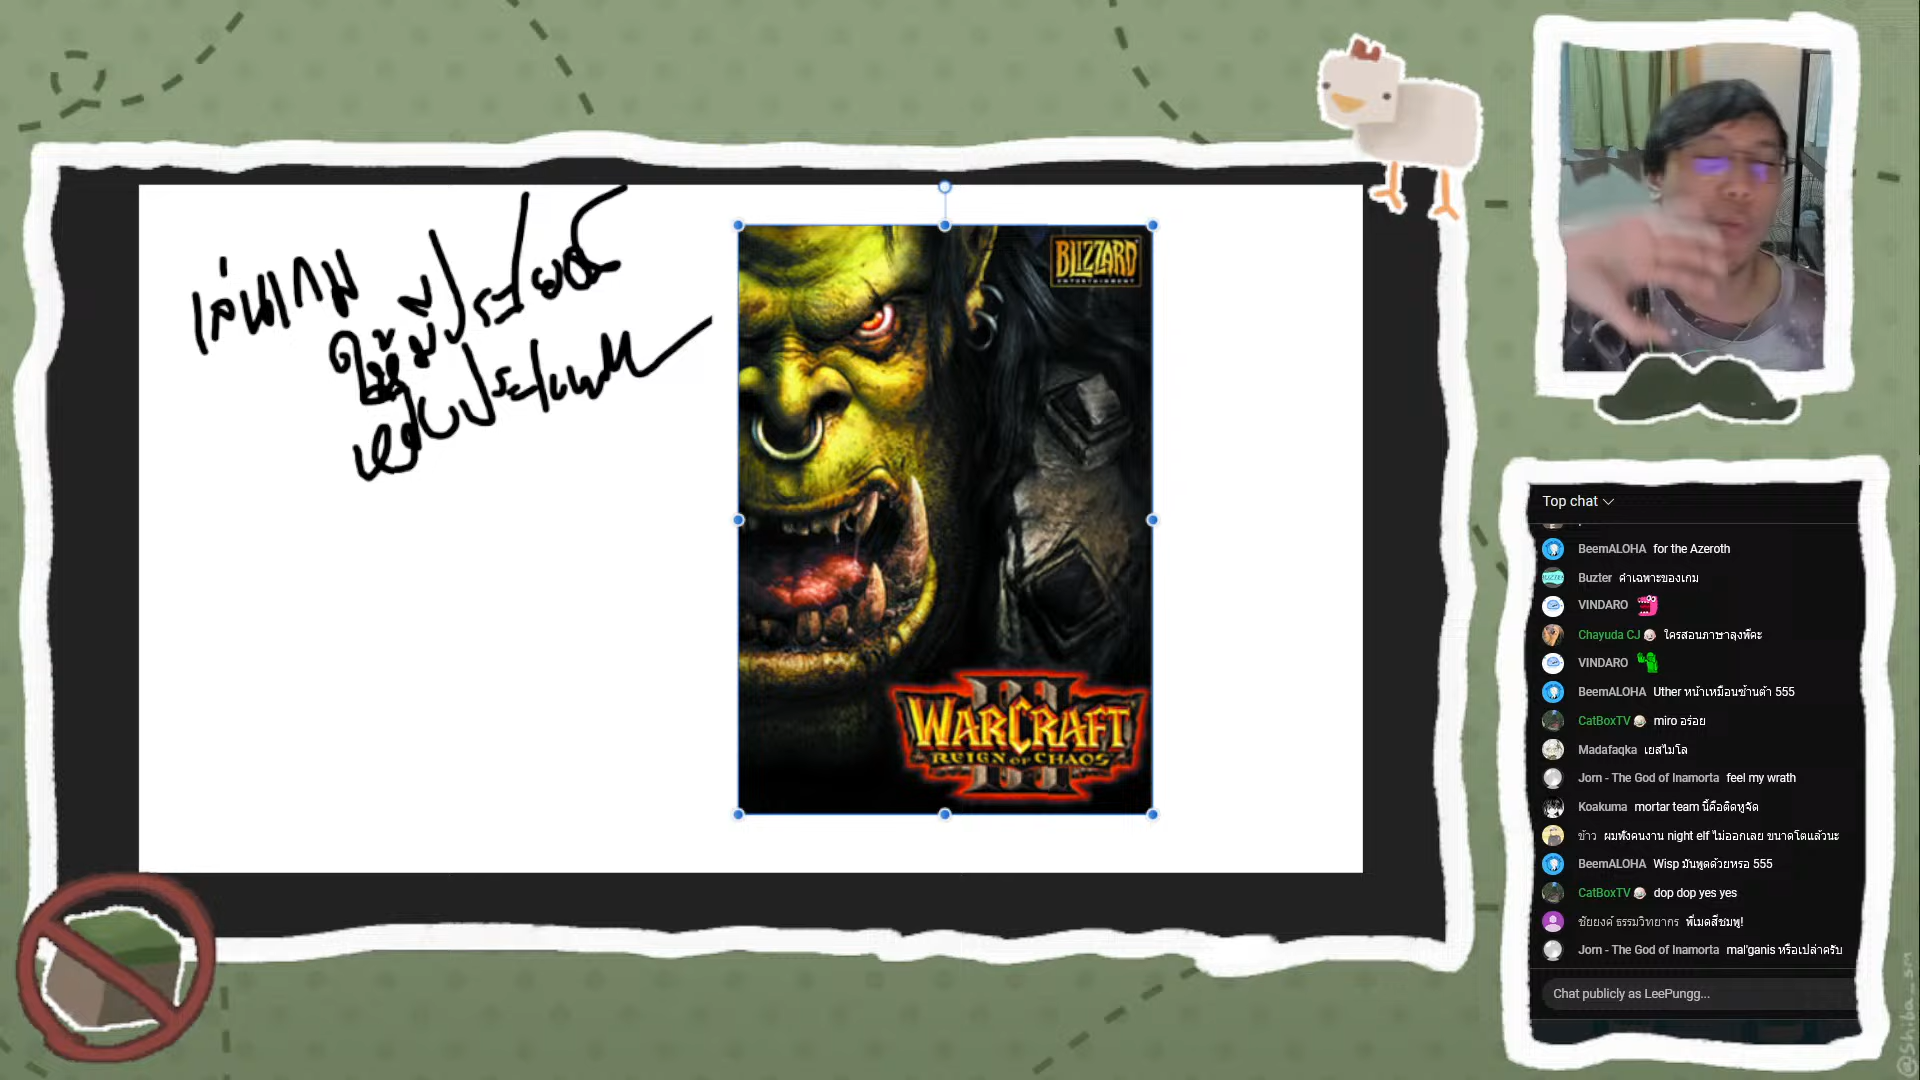 เล่นเกม
ให้มีประโยชน์
แบบประเทศ
BLIZZARD
ENTERTAINMENT
WARCRAFT
III
REIGN OF CHAOS
Top chat
BeemALOHA for the Azeroth
Buzter คำเฉพาะของเกม
VINDARO
Chayuda CJ ใครสอนภาษาลุงพีคะ
VINDARO
BeemALOHA Uther หน้าเหมือนซ้านต้า 555
CatBoxTV miro อร่อย
Madafaqka เยสไมโล
Jorn - The God of Inamorta feel my wrath
Koakuma mortar team นี้คือติดหูจัด
ข้าว ผมฟังคนงาน night elf ไม่ออกเลย ขนาดโตแล้วนะ
BeemALOHA Wisp มันพูดด้วยหรอ 555
CatBoxTV dop dop yes yes
ชัยยงค์ ธรรมวิทยากร พี่เมดสีชมพู!
Jorn - The God of Inamorta mal'ganis หรือเปล่าครับ
Chat publicly as LeePungg...
@Shiba_sm